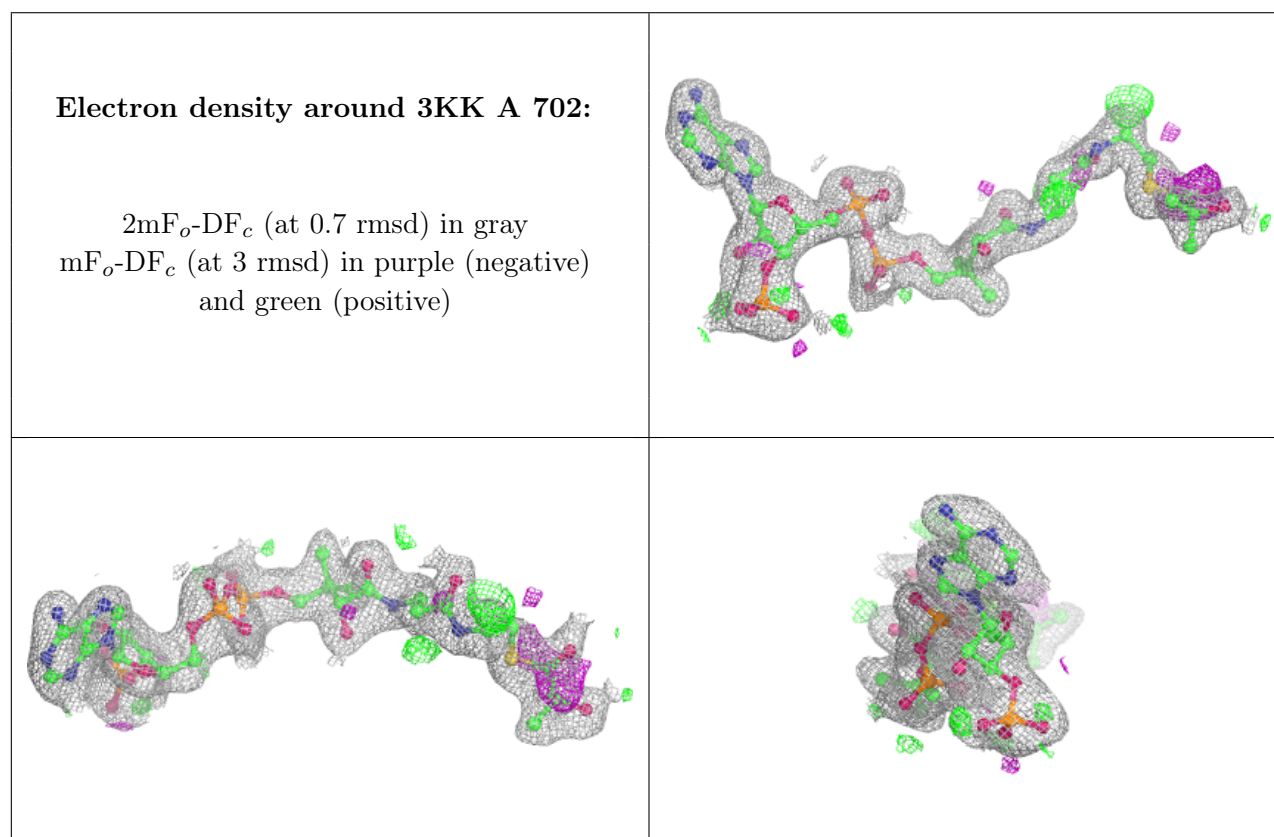 Electron density around 3KK A 702:
2mFₒ-DF𝒸 (at 0.7 rmsd) in gray
mFₒ-DF𝒸 (at 3 rmsd) in purple (negative)
and green (positive)